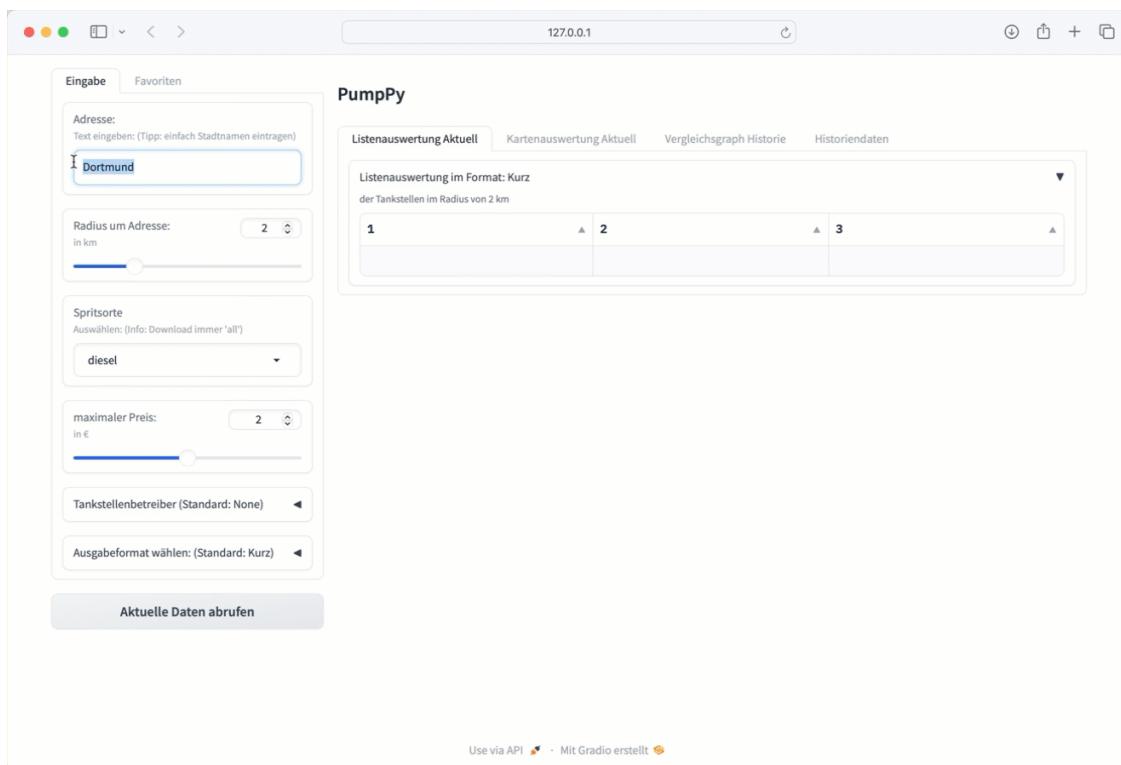 127.0.0.1
Eingabe Favoriten
Adresse:
Text eingeben: (Tipp: einfach Stadtnamen eintragen)
Dortmund
Radius um Adresse: 2
in km
Spritsorte
Auswählen: (Info: Download immer 'all')
diesel
maximaler Preis: 2
in €
Tankstellenbetreiber (Standard: None)
Ausgabeformat wählen: (Standard: Kurz)
Aktuelle Daten abrufen
PumpPy
Listenauswertung Aktuell Kartenauswertung Aktuell Vergleichsgraph Historie Historiendaten
Listenauswertung im Format: Kurz
der Tankstellen im Radius von 2 km
1 2 3
Use via API · Mit Gradio erstellt